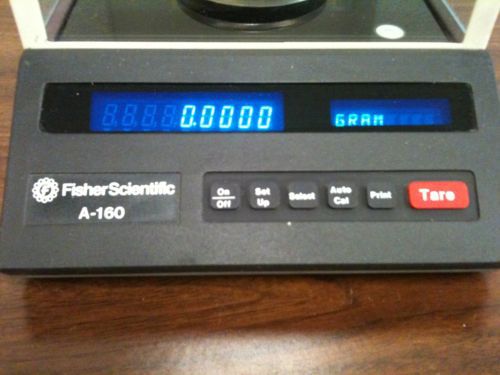 0.0000
GRAM
Fisher Scientific
A-160
On
Off
Set
Up
Select
Auto
Cal
Print
Tare